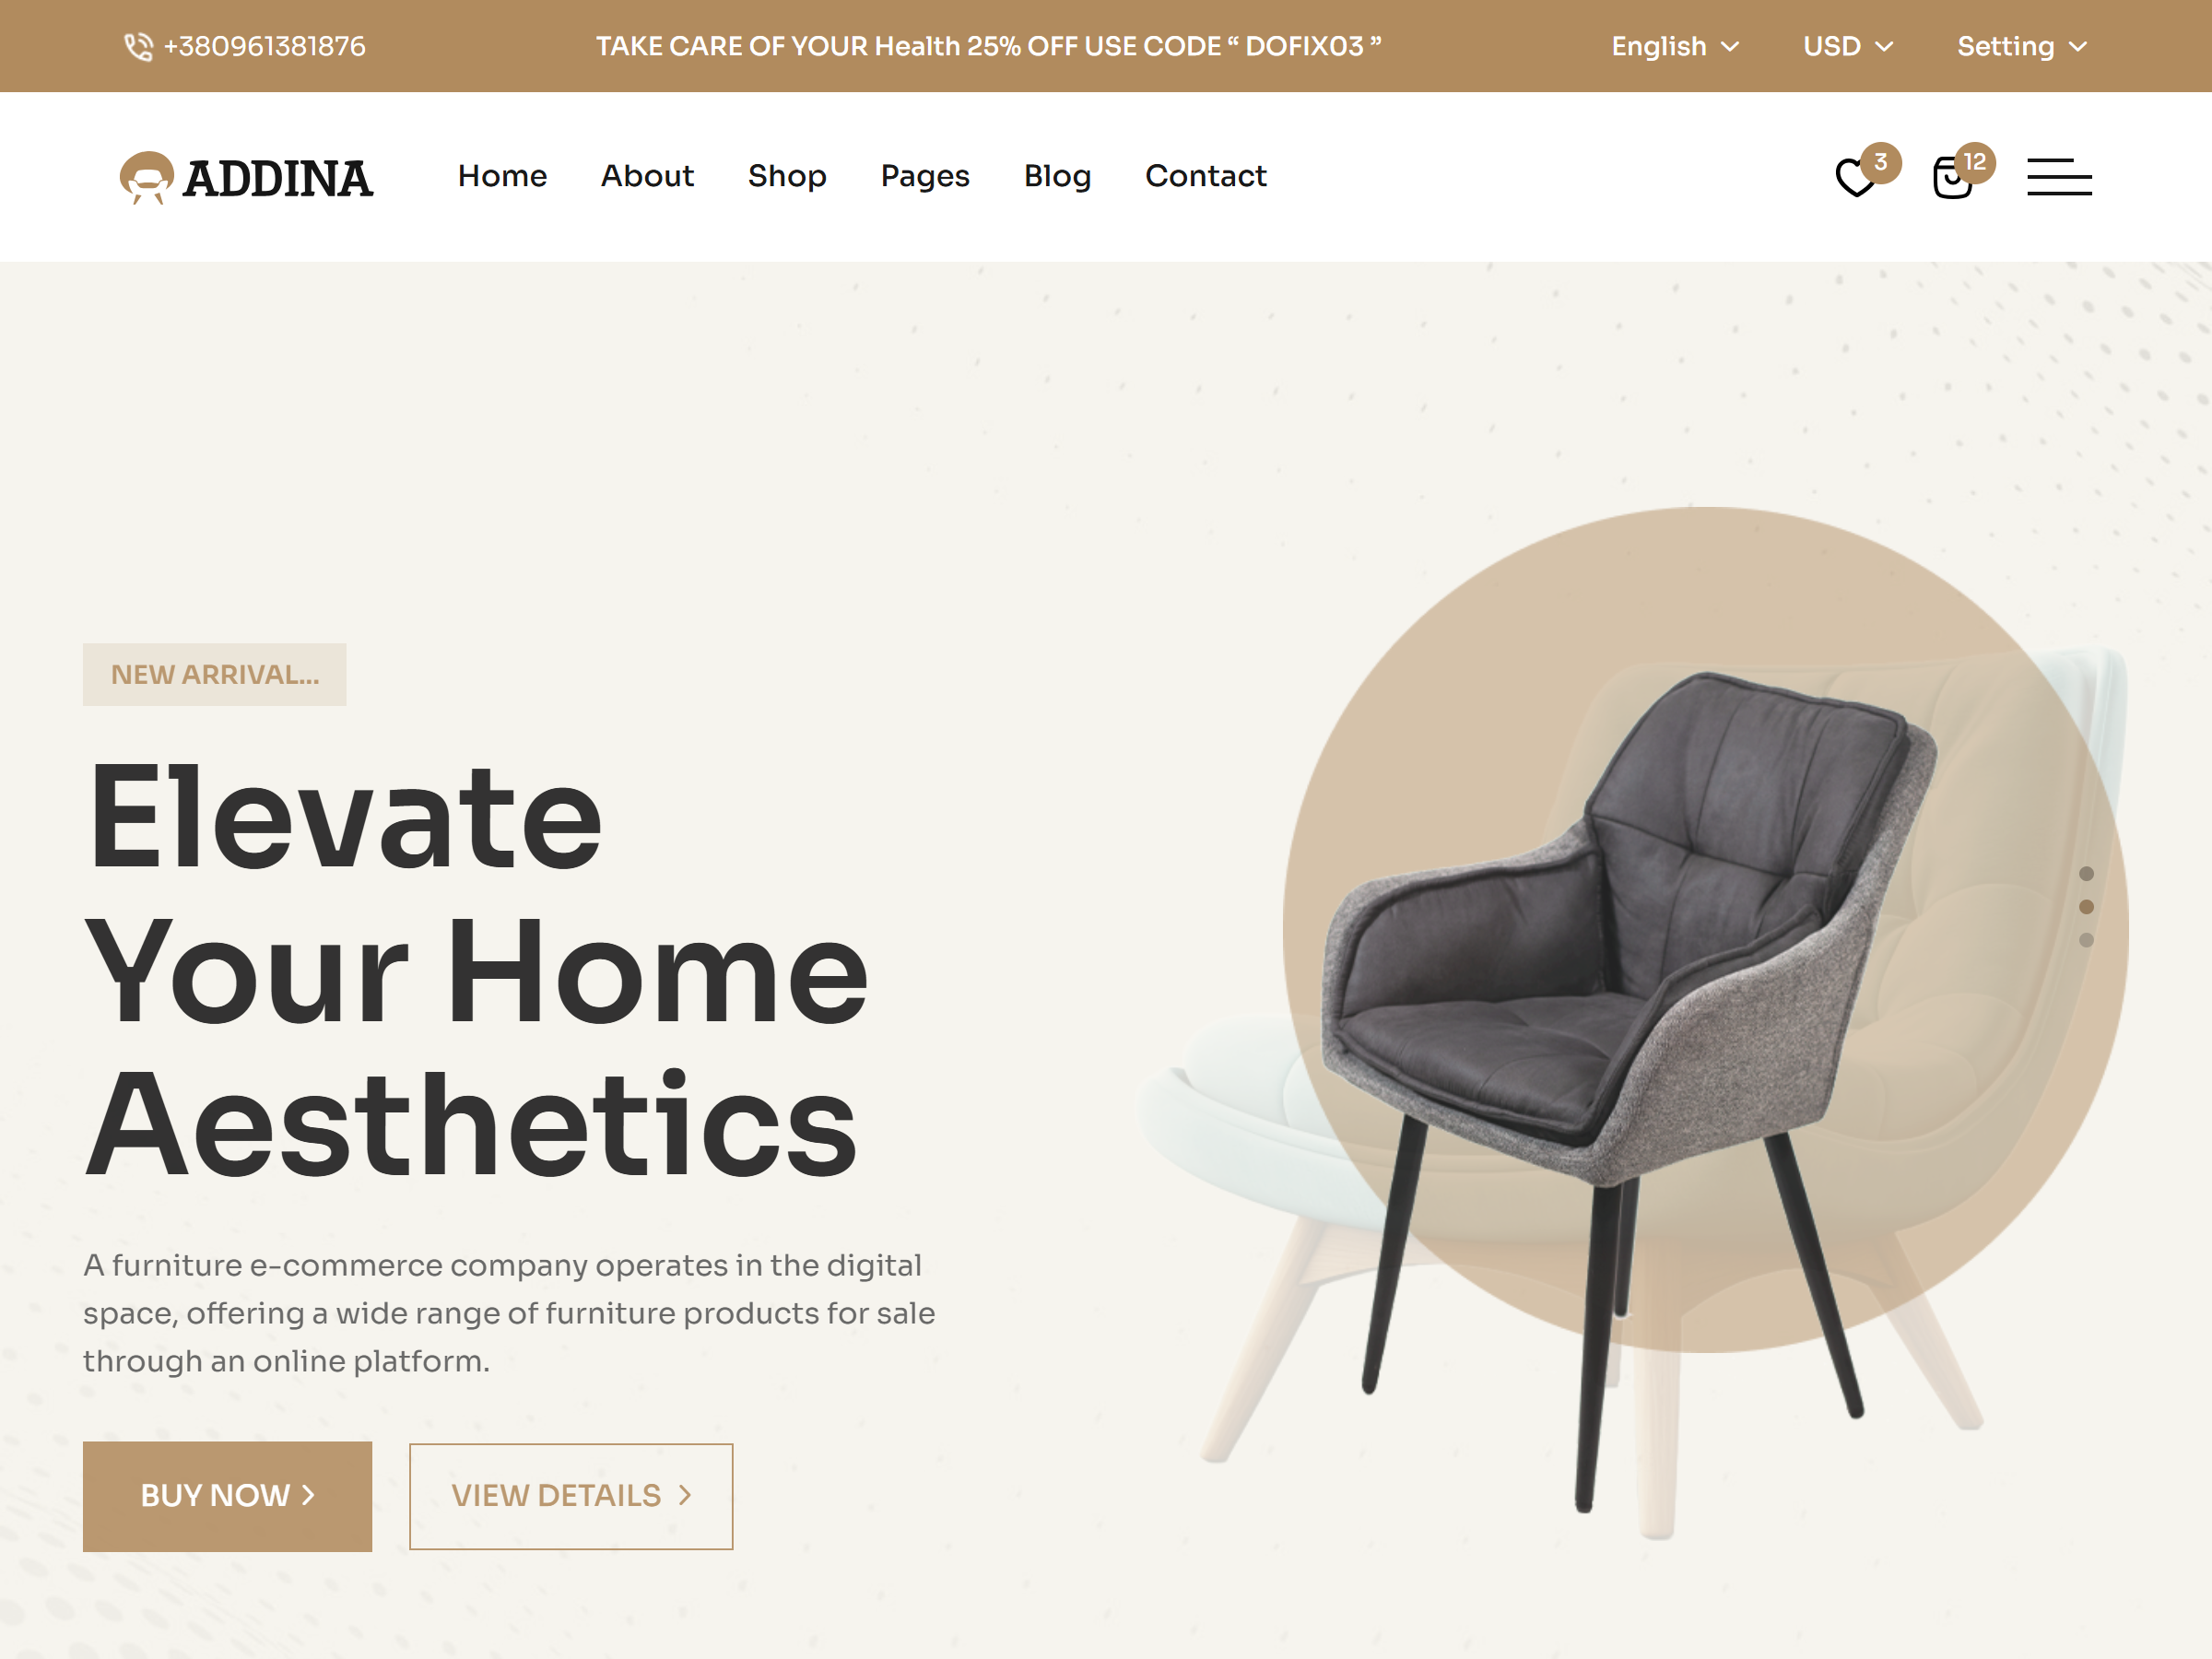 +380961381876
TAKE CARE OF YOUR Health 25% OFF USE CODE “ DOFIX03 ”
English
USD
Setting
ADDINA
Home
About
Shop
Pages
Blog
Contact
3
12
NEW ARRIVAL...
Elevate
Your Home
Aesthetics
A furniture e-commerce company operates in the digital
space, offering a wide range of furniture products for sale
through an online platform.
BUY NOW
VIEW DETAILS